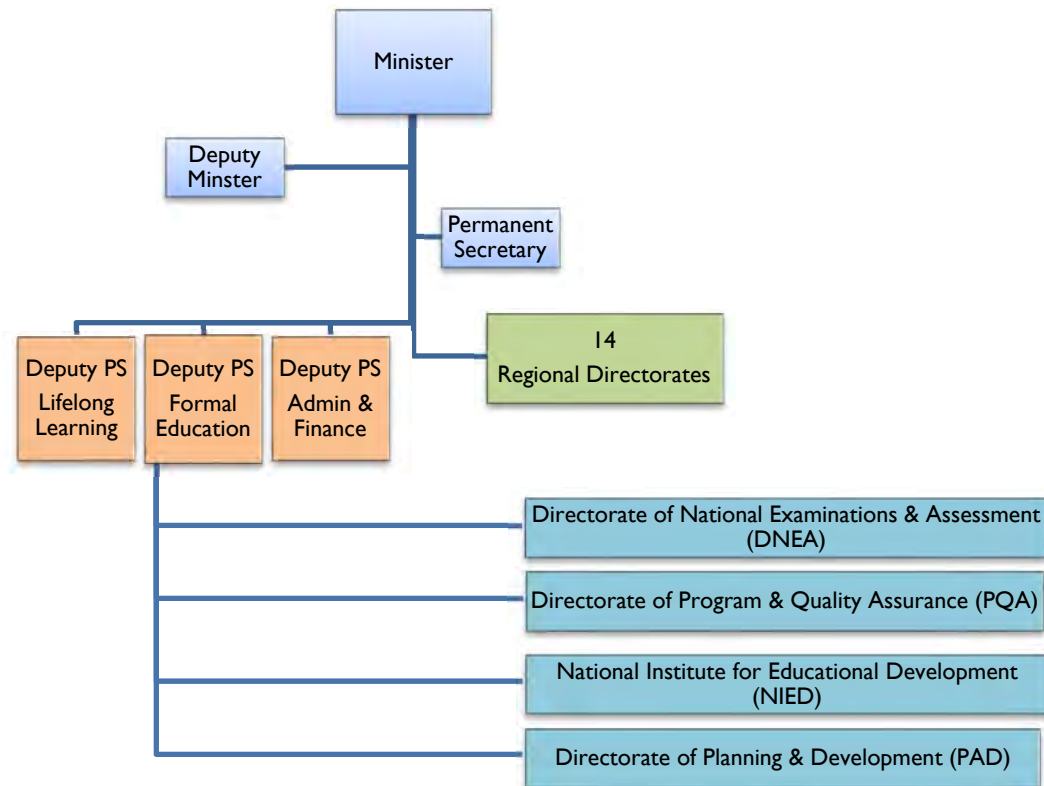 Minister
Deputy
Minster
Permanent
Secretary
14
Regional Directorates
Deputy PS
Lifelong
Learning
Deputy PS
Formal
Education
Deputy PS
Admin &
Finance
Directorate of National Examinations & Assessment
(DNEA)
Directorate of Program & Quality Assurance (PQA)
National Institute for Educational Development
(NIED)
Directorate of Planning & Development (PAD)